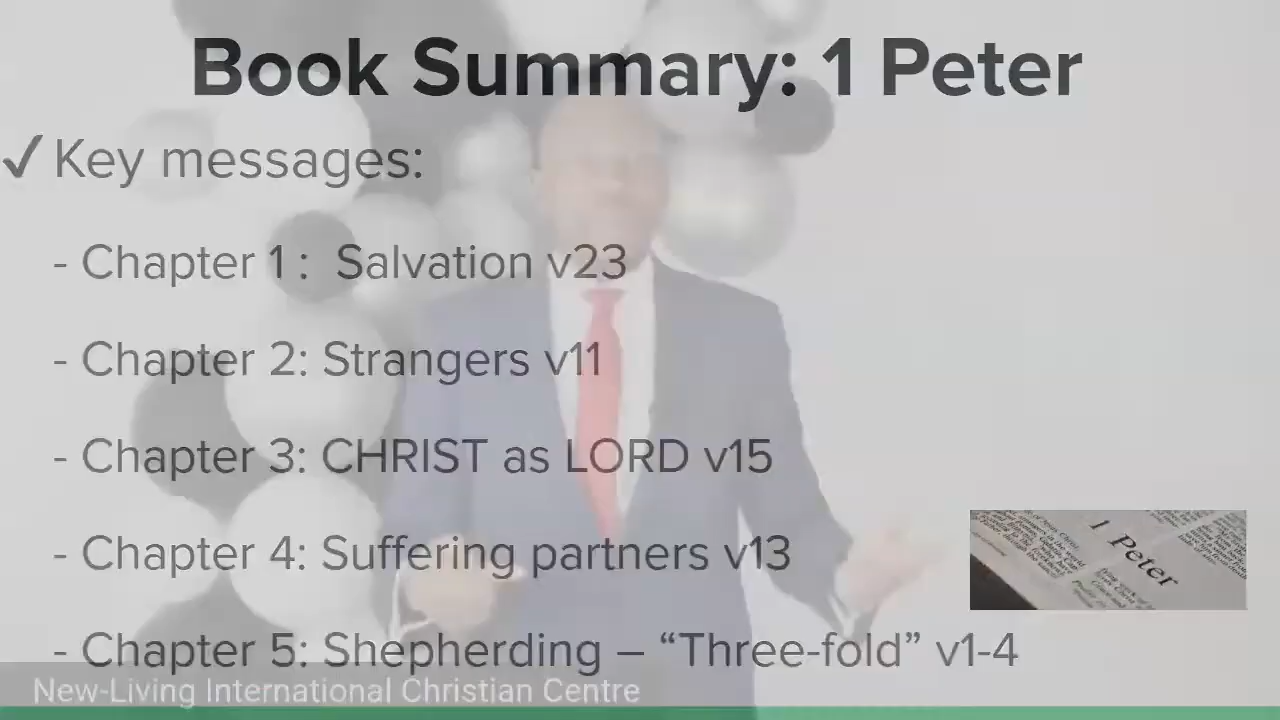 Book Summary: 1 Peter
✓ Key messages:
- Chapter 1 : Salvation v23
- Chapter 2: Strangers v11
- Chapter 3: CHRIST as LORD v15
- Chapter 4: Suffering partners v13
1 Peter
- Chapter 5: Shepherding – “Three-fold” v1-4
New-Living International Christian Centre